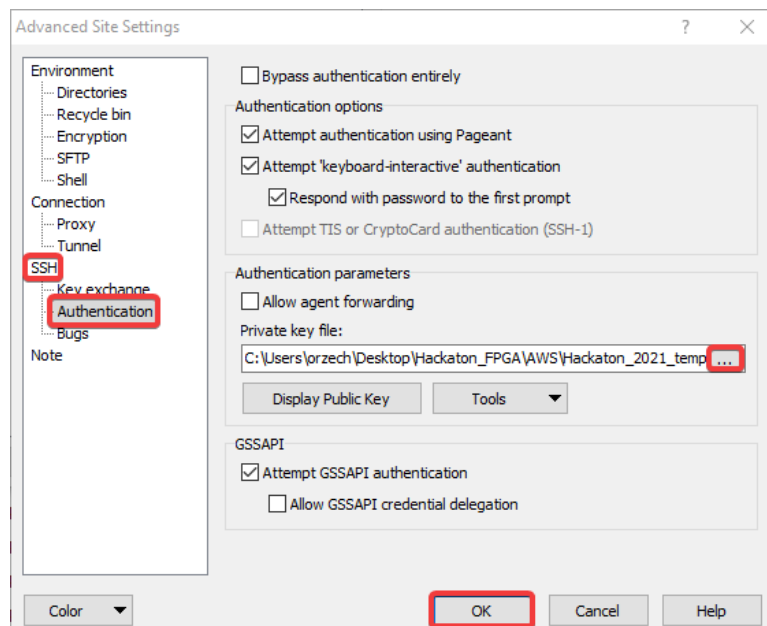 Advanced Site Settings
Environment
Directories
Recycle bin
Encryption
SFTP
Shell
Connection
Proxy
Tunnel
SSH
Key exchange
Authentication
Bugs
Note
Bypass authentication entirely
Authentication options
Attempt authentication using Pageant
Attempt 'keyboard-interactive' authentication
Respond with password to the first prompt
Attempt TIS or CryptoCard authentication (SSH-1)
Authentication parameters
Allow agent forwarding
Private key file:
C:\Users\orzech\Desktop\Hackaton_FPGA\AWS\Hackaton_2021_temp ...
Display Public Key Tools
GSSAPI
Attempt GSSAPI authentication
Allow GSSAPI credential delegation
Color OK Cancel Help